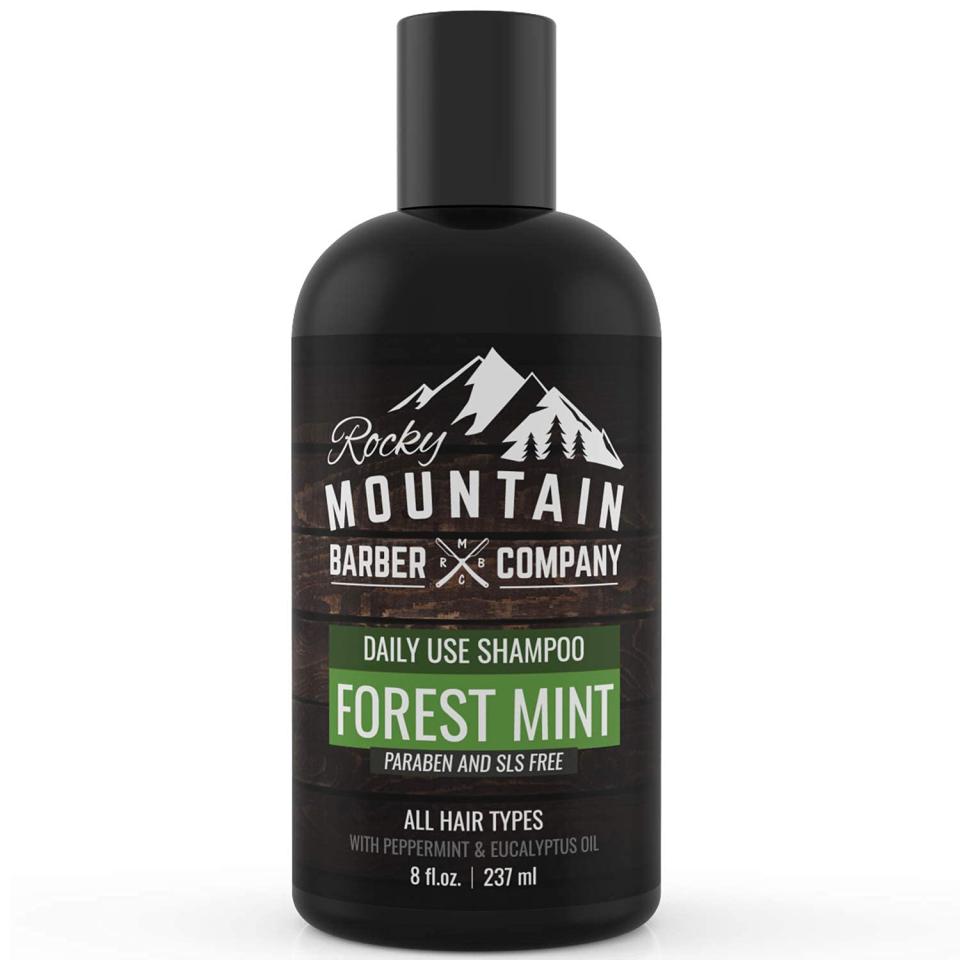 Rocky
MOUNTAIN
BARBER COMPANY
M
R B
C
DAILY USE SHAMPOO
FOREST MINT
PARABEN AND SLS FREE
ALL HAIR TYPES
WITH PEPPERMINT & EUCALYPTUS OIL
8 fl.oz. | 237 ml